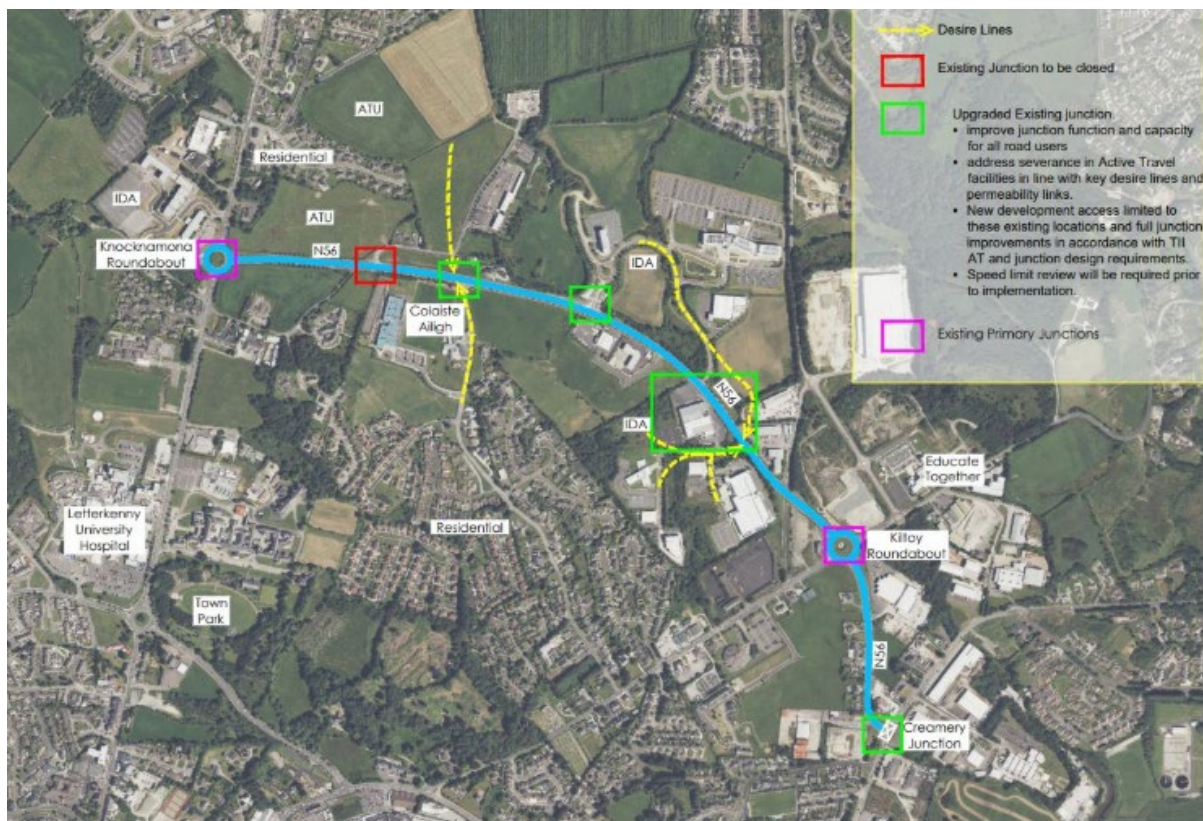 Desire Lines
Existing Junction to be closed
Upgraded Existing junction
• improve junction function and capacity
for all road users
• address severance in Active Travel
facilities in line with key desire lines and
permeability links.
• New development access limited to
these existing locations and full junction
improvements in accordance with TII
AT and junction design requirements.
• Speed limit review will be required prior
to implementation.
Existing Primary Junctions
ATU
Residential
IDA
ATU
N56
Knocknamona
Roundabout
IDA
Colaiste
Ailigh
N56
IDA
Educate
Together
Letterkenny
University
Hospital
Residential
Kiltoy
Roundabout
Town
Park
N56
Creamery
Junction